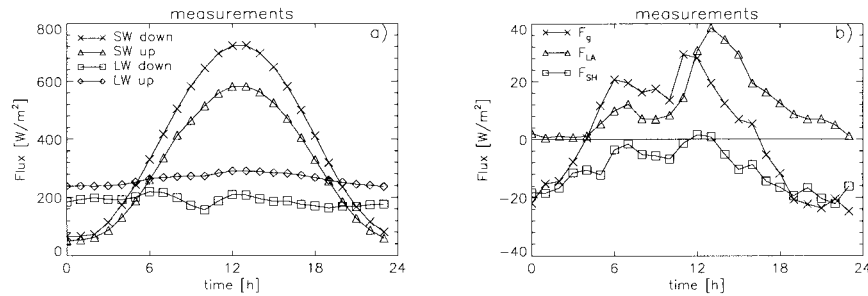 measurements
a)
SW down
SW up
LW down
LW up
Flux [W/m²]
800
600
400
200
0
0 6 12 18 24
time [h]
measurements
b)
F_g
F_LA
F_SH
Flux [W/m²]
40
20
0
-20
-40
0 6 12 18 24
time [h]